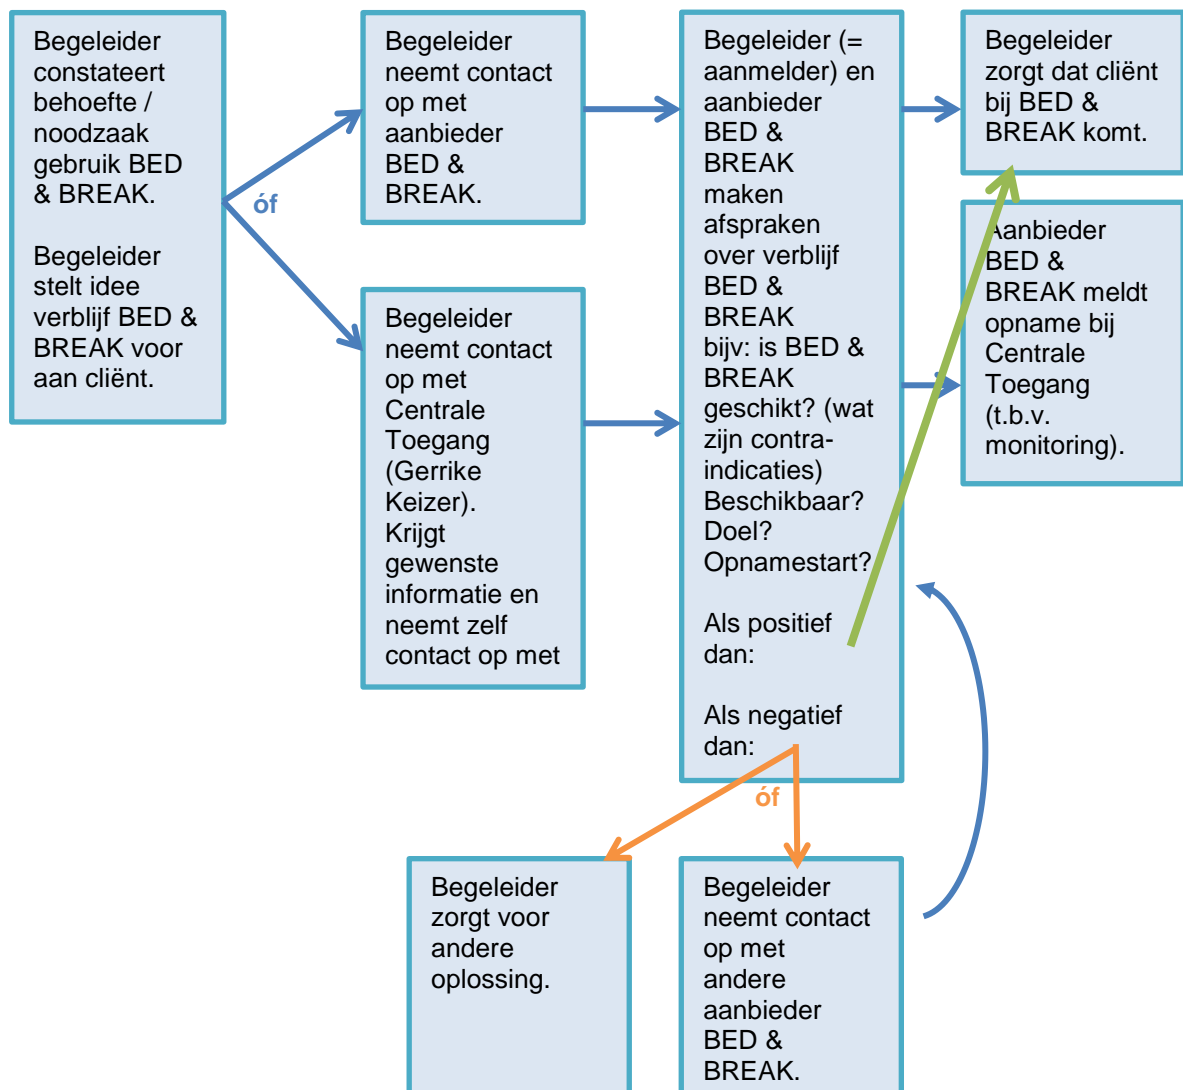 Begeleider
constateert
behoefte /
noodzaak
gebruik BED
& BREAK.
Begeleider
stelt idee
verblijf BED &
BREAK voor
aan cliënt.
óf
Begeleider
neemt contact
op met
aanbieder
BED &
BREAK.
Begeleider
neemt contact
op met
Centrale
Toegang
(Gerrike
Keizer).
Krijgt
gewenste
informatie en
neemt zelf
contact op met
Begeleider (=
aanmelder) en
aanbieder
BED &
BREAK
maken
afspraken
over verblijf
BED &
BREAK
bijv: is BED &
BREAK
geschikt? (wat
zijn contra-
indicaties)
Beschikbaar?
Doel?
Opnamestart?
Als positief
dan:
Als negatief
dan:
óf
Begeleider
zorgt dat cliënt
bij BED &
BREAK komt.
Aanbieder
BED &
BREAK meldt
opname bij
Centrale
Toegang
(t.b.v.
monitoring).
Begeleider
zorgt voor
andere
oplossing.
Begeleider
neemt contact
op met
andere
aanbieder
BED &
BREAK.